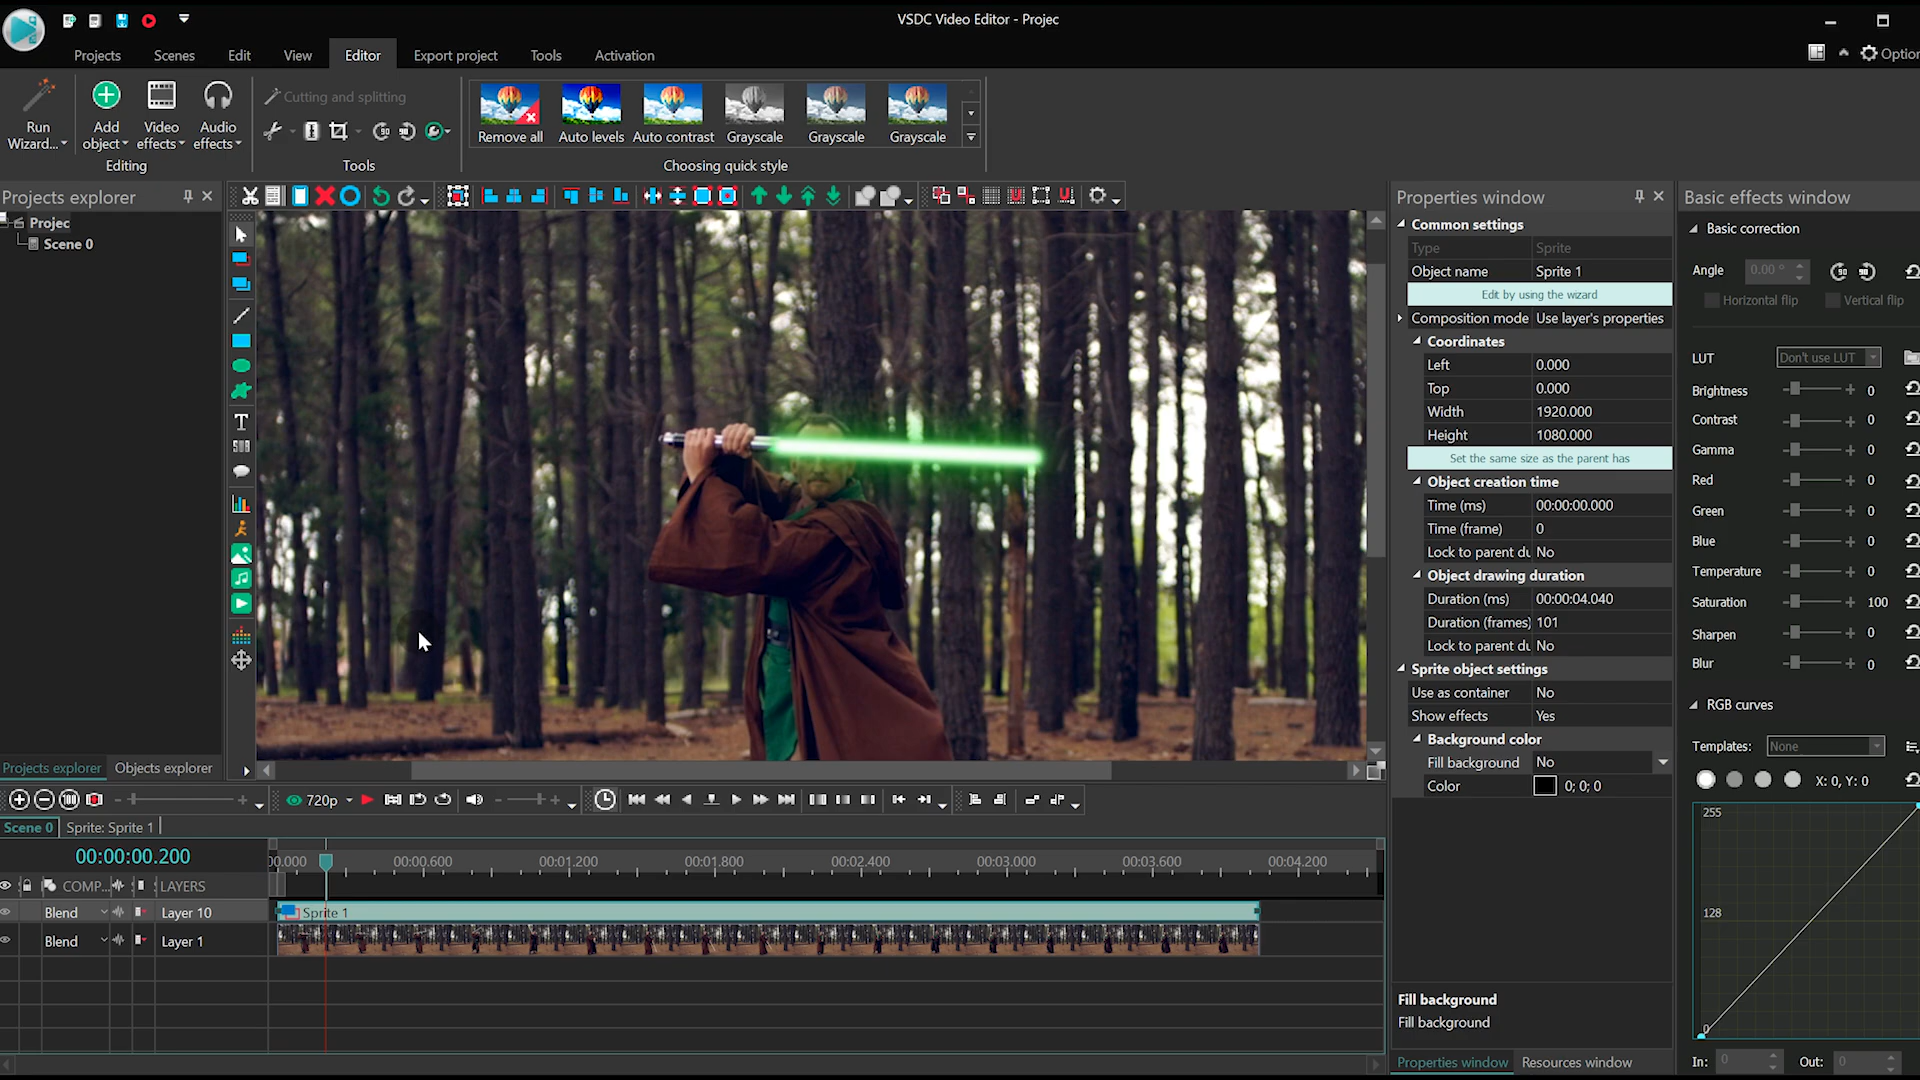 VSDC Video Editor - Projec
Projects
Scenes
Edit
View
Editor
Export project
Tools
Activation
Option
Run
Wizard...
Add
object
Video
effects
Audio
effects
Editing
Cutting and splitting
Tools
Remove all
Auto levels
Auto contrast
Grayscale
Grayscale
Grayscale
Choosing quick style
Projects explorer
Projec
Scene 0
Projects explorer
Objects explorer
Properties window
Common settings
Type Sprite
Object name Sprite 1
Edit by using the wizard
Composition mode Use layer's properties
Coordinates
Left 0.000
Top 0.000
Width 1920.000
Height 1080.000
Set the same size as the parent has
Object creation time
Time (ms) 00:00:00.000
Time (frame) 0
Lock to parent du No
Object drawing duration
Duration (ms) 00:00:04.040
Duration (frames) 101
Lock to parent du No
Sprite object settings
Use as container No
Show effects Yes
Background color
Fill background No
Color 0; 0; 0
Fill background
Fill background
Properties window
Resources window
Basic effects window
Basic correction
Angle 0.00 °
Horizontal flip
Vertical flip
LUT Don't use LUT
Brightness 0
Contrast 0
Gamma 0
Red 0
Green 0
Blue 0
Temperature 0
Saturation 100
Sharpen 0
Blur 0
RGB curves
Templates: None
X: 0, Y: 0
255
128
0
In: 0
Out: 0
720p
Scene 0
Sprite: Sprite 1
00:00:00.200
00.000
00:00.600
00:01.200
00:01.800
00:02.400
00:03.000
00:03.600
00:04.200
COMP...
LAYERS
Blend
Layer 10
Sprite 1
Blend
Layer 1